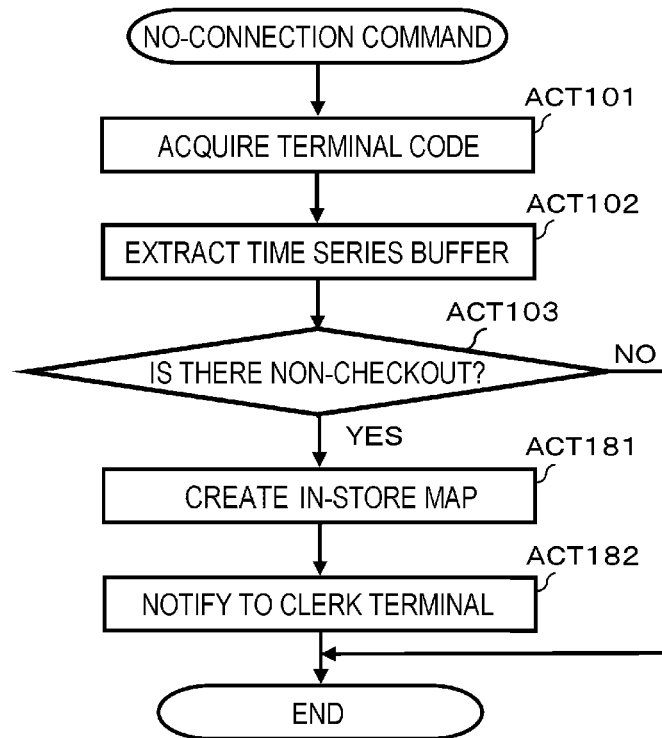 NO-CONNECTION COMMAND
ACT101
ACQUIRE TERMINAL CODE
ACT102
EXTRACT TIME SERIES BUFFER
ACT103
IS THERE NON-CHECKOUT?
NO
YES
ACT181
CREATE IN-STORE MAP
ACT182
NOTIFY TO CLERK TERMINAL
END